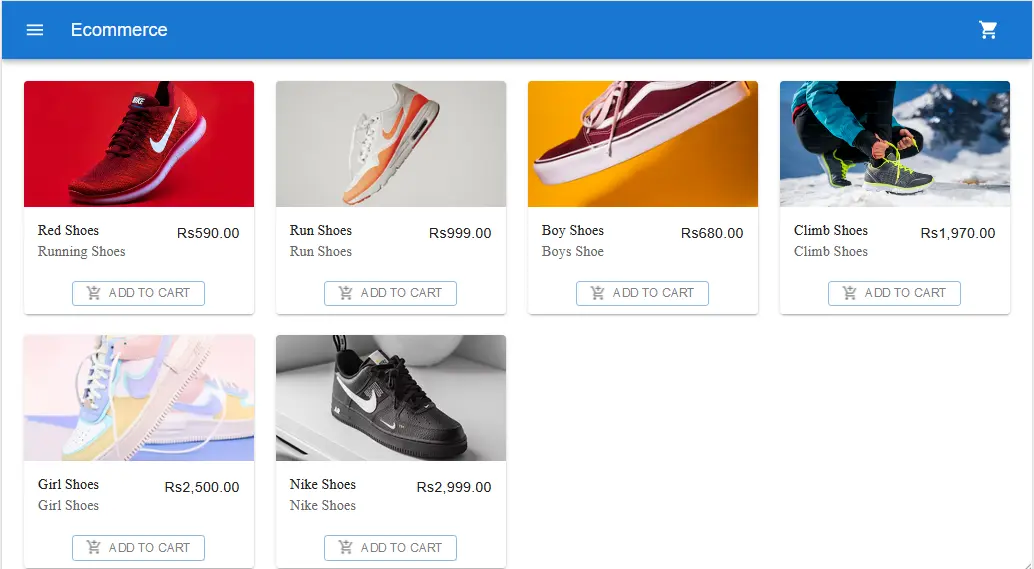 Ecommerce
Red Shoes Rs590.00
Running Shoes
ADD TO CART
Run Shoes Rs999.00
Run Shoes
ADD TO CART
Boy Shoes Rs680.00
Boys Shoe
ADD TO CART
Climb Shoes Rs1,970.00
Climb Shoes
ADD TO CART
Girl Shoes Rs2,500.00
Girl Shoes
ADD TO CART
AIR
Nike Shoes Rs2,999.00
Nike Shoes
ADD TO CART